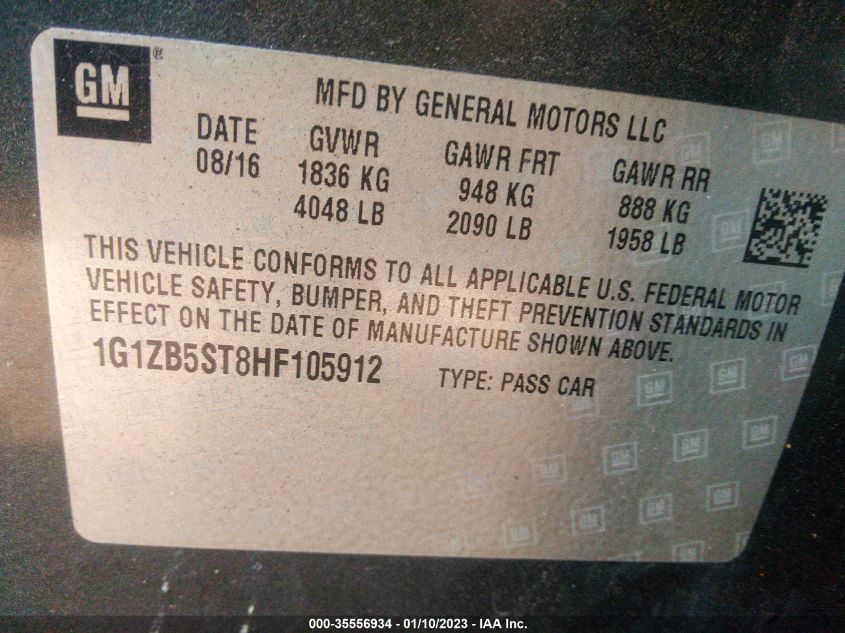 GM®
MFD BY GENERAL MOTORS LLC
DATE GVWR GAWR FRT GAWR RR
08/16 1836 KG 948 KG 888 KG
4048 LB 2090 LB 1958 LB
THIS VEHICLE CONFORMS TO ALL APPLICABLE U.S. FEDERAL MOTOR
VEHICLE SAFETY, BUMPER, AND THEFT PREVENTION STANDARDS IN
EFFECT ON THE DATE OF MANUFACTURE SHOWN ABOVE.
1G1ZB5ST8HF105912 TYPE: PASS CAR
000-35556934 — 01/10/2023 — IAA Inc.